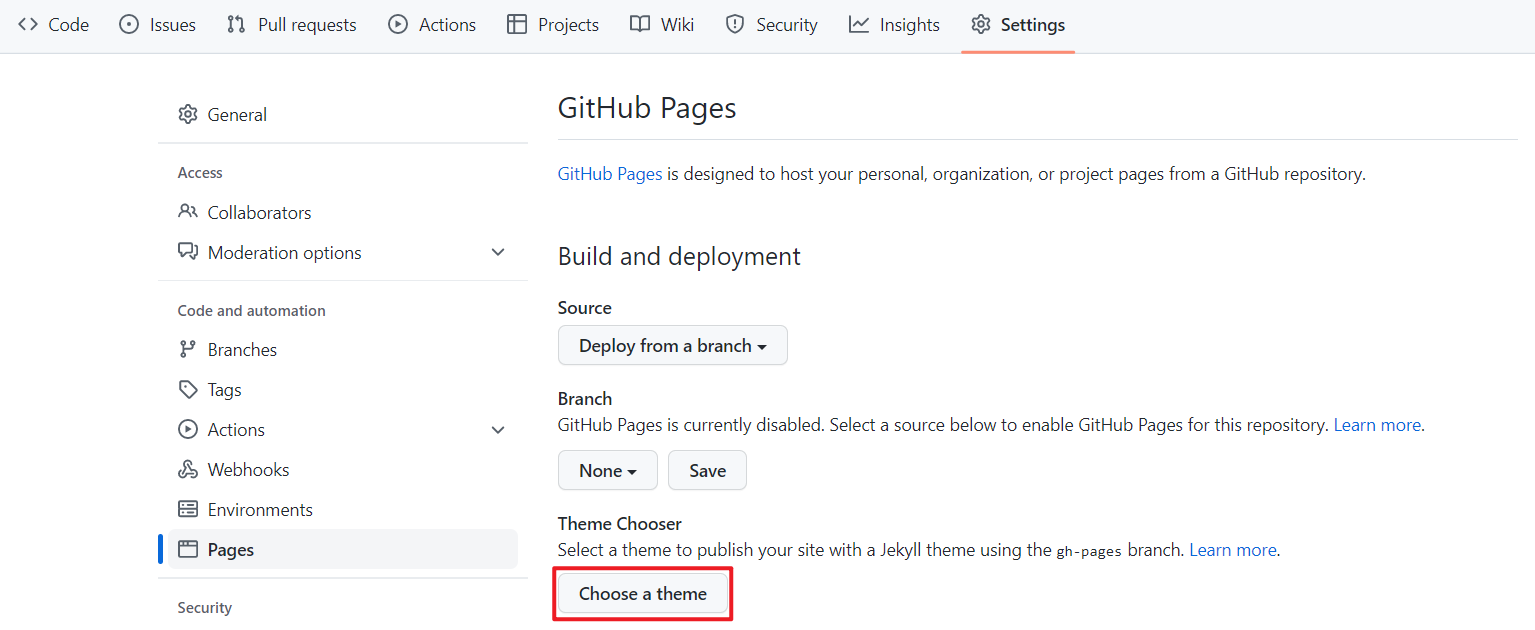 Code Issues Pull requests Actions Projects Wiki Security Insights Settings
General
Access
Collaborators
Moderation options
Code and automation
Branches
Tags
Actions
Webhooks
Environments
Pages
Security
GitHub Pages
GitHub Pages is designed to host your personal, organization, or project pages from a GitHub repository.
Build and deployment
Source
Deploy from a branch
Branch
GitHub Pages is currently disabled. Select a source below to enable GitHub Pages for this repository. Learn more.
None Save
Theme Chooser
Select a theme to publish your site with a Jekyll theme using the gh-pages branch. Learn more.
Choose a theme